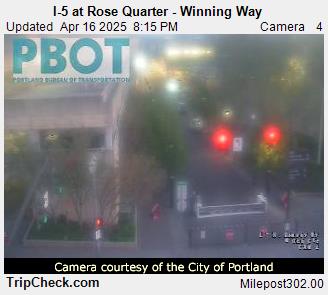 I-5 at Rose Quarter - Winning Way
Updated Apr 16 2025 8:15 PM Camera 4
PBOT
PORTLAND BUREAU OF TRANSPORTATION
Camera courtesy of the City of Portland
TripCheck.com Milepost302.00